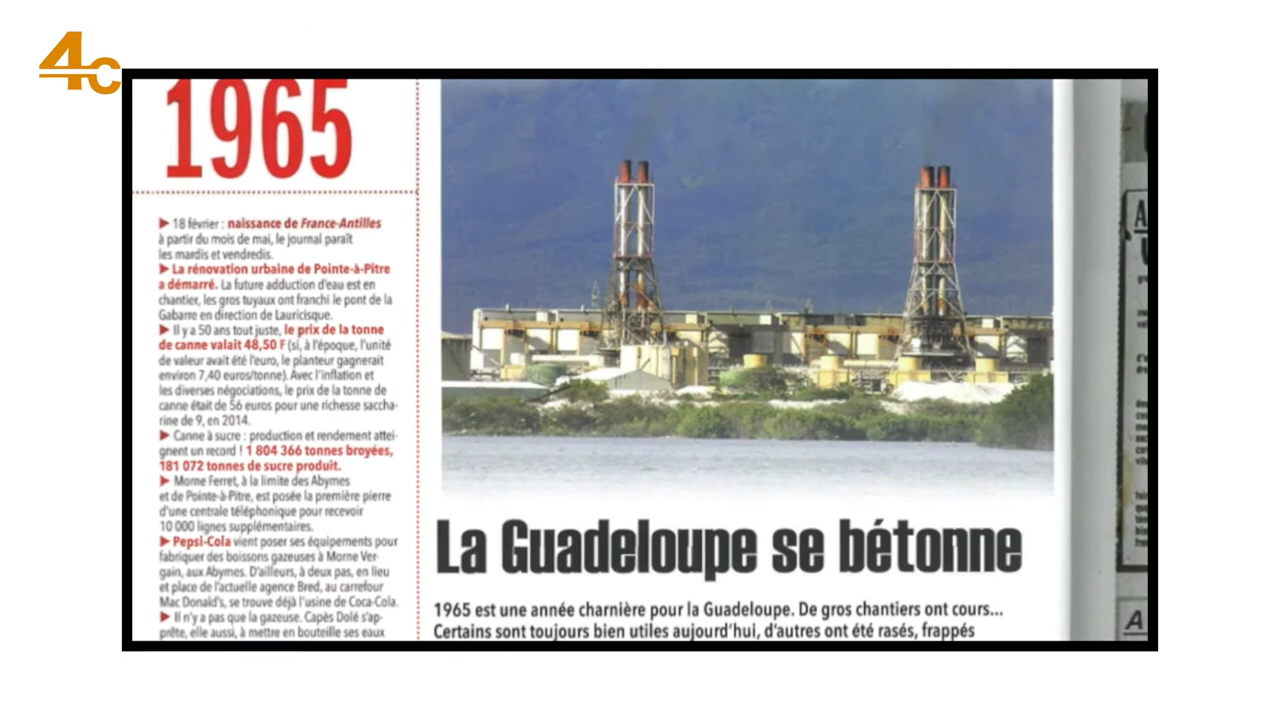 4c
1965
▶ 18 février : naissance de France-Antilles
à partir du mois de mai, le journal paraît
les mardis et vendredis.
▶ La rénovation urbaine de Pointe-à-Pitre
a démarré. La future adduction d'eau est en
chantier, les gros tuyaux ont franchi le pont de la
Gabarre en direction de Lauricisque.
▶ Il y a 50 ans tout juste, le prix de la tonne
de canne valait 48,50 F (si, à l'époque, l'unité
de valeur avait été l'euro, le planteur gagnerait
environ 7,40 euros/tonne). Avec l'inflation et
les diverses négociations, le prix de la tonne de
canne était de 56 euros pour une richesse saccha-
rine de 9, en 2014.
▶ Canne à sucre : production et rendement attei-
gnent un record ! 1 804 366 tonnes broyées,
181 072 tonnes de sucre produit.
▶ Morne Ferret, à la limite des Abymes
et de Pointe-à-Pitre, est posée la première pierre
d'une centrale téléphonique pour recevoir
10 000 lignes supplémentaires.
▶ Pepsi-Cola vient poser ses équipements pour
fabriquer des boissons gazeuses à Morne Ver-
gain, aux Abymes. D'ailleurs, à deux pas, en lieu
et place de l'actuelle agence Bred, au carrefour
Mac Donald's, se trouve déjà l'usine de Coca-Cola.
▶ Il n'y a pas que la gazeuse. Capès Dolé s'ap-
prête, elle aussi, à mettre en bouteille ses eaux
La Guadeloupe se bétonne
1965 est une année charnière pour la Guadeloupe. De gros chantiers ont cours...
Certains sont toujours bien utiles aujourd'hui, d'autres ont été rasés, frappés
A
A